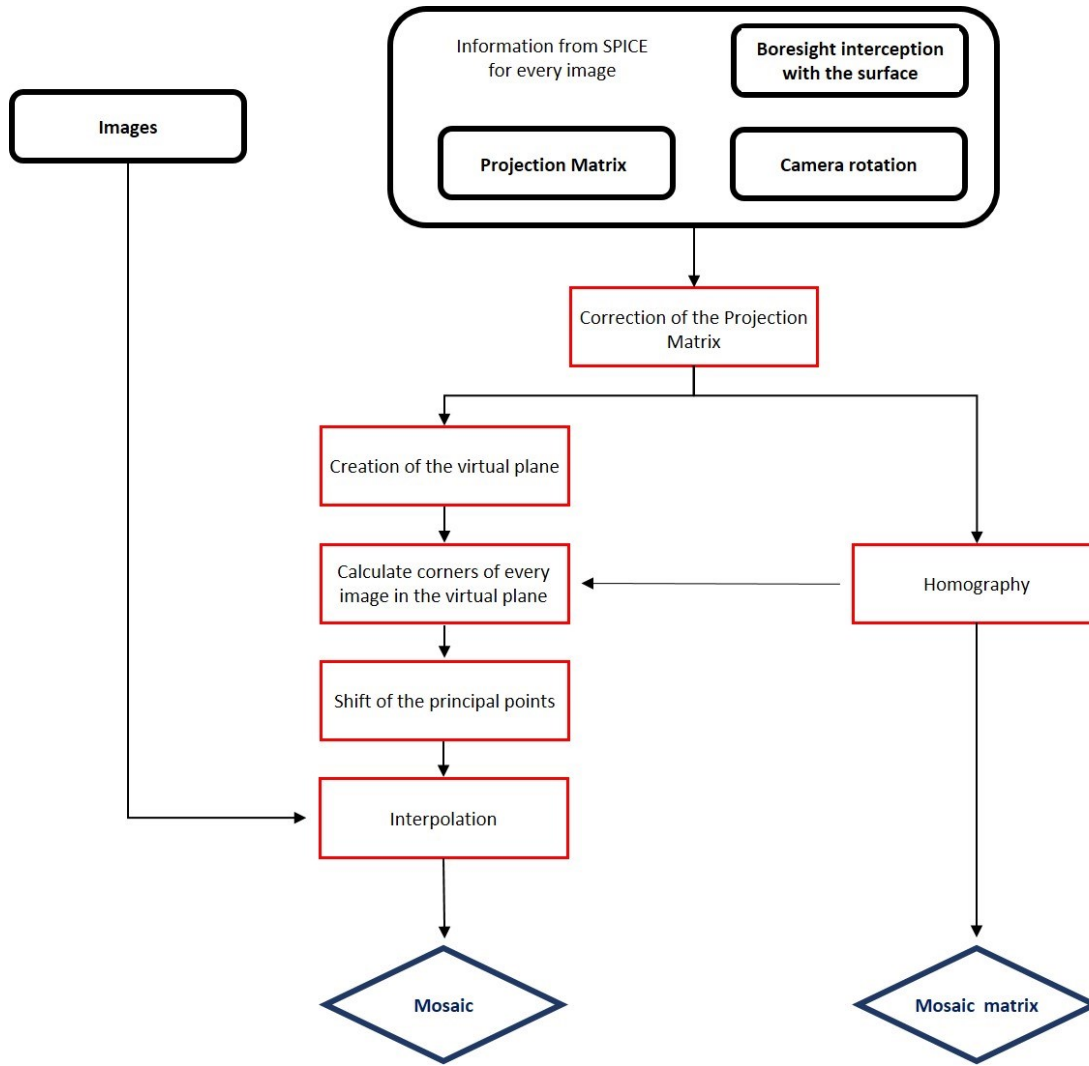 Information from SPICE
for every image
Boresight interception
with the surface
Images
Projection Matrix
Camera rotation
Correction of the Projection
Matrix
Creation of the virtual plane
Calculate corners of every
image in the virtual plane
Homography
Shift of the principal points
Interpolation
Mosaic
Mosaic matrix